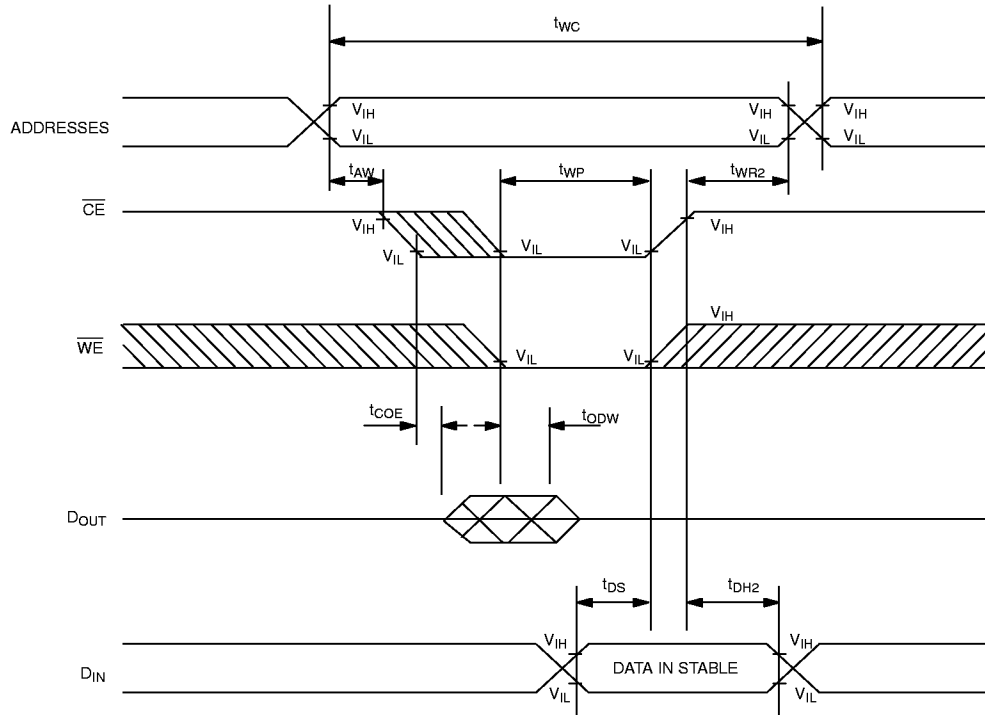 tWC
ADDRESSES
VIH VIH VIH
VIL VIL VIL
tAW tWP tWR2
CE
VIH VIH
VIL VIL VIL
VIH
WE
VIL VIL
tCOE tODW
DOUT
tDS tDH2
VIH VIH
DIN DATA IN STABLE
VIL VIL